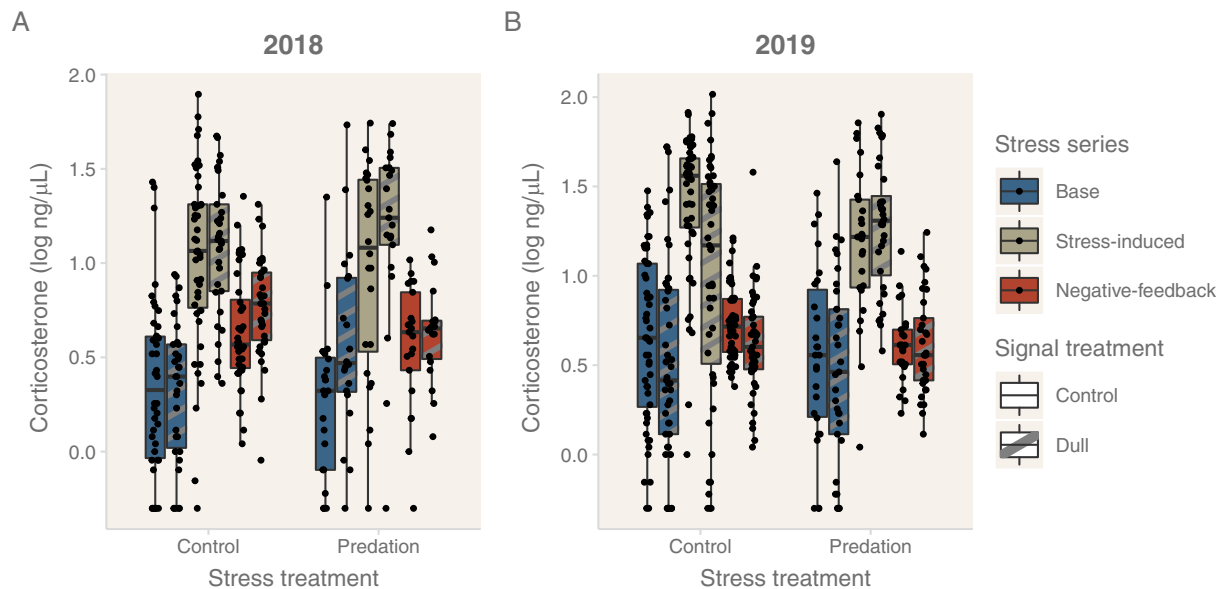 A
2018
Corticosterone (log ng/μL)
2.0
1.5
1.0
0.5
0.0
Control
Predation
Stress treatment
B
2019
Corticosterone (log ng/μL)
2.0
1.5
1.0
0.5
0.0
Control
Predation
Stress treatment
Stress series
Base
Stress-induced
Negative-feedback
Signal treatment
Control
Dull